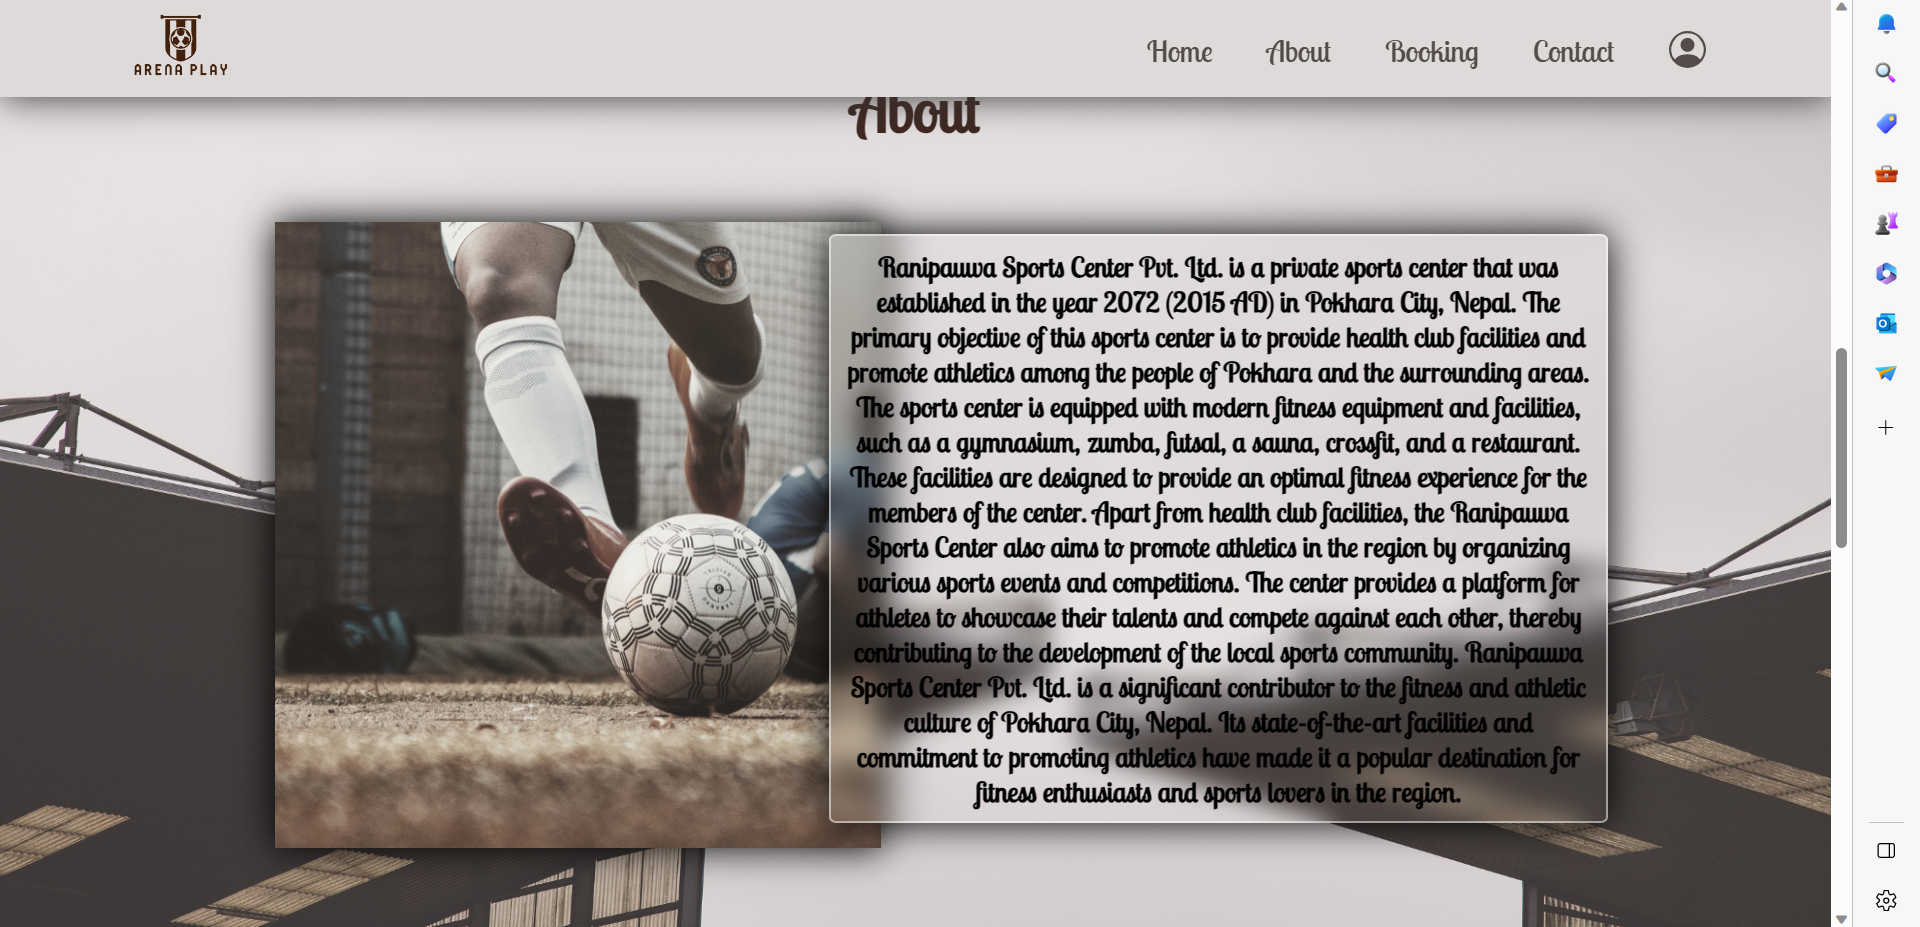 ARENA PLAY
Home About Booking Contact
About
Ranipauwa Sports Center Pvt. Ltd. is a private sports center that was
established in the year 2072 (2015 AD) in Pokhara City, Nepal. The
primary objective of this sports center is to provide health club facilities and
promote athletics among the people of Pokhara and the surrounding areas.
The sports center is equipped with modern fitness equipment and facilities,
such as a gymnasium, zumba, futsal, a sauna, crossfit, and a restaurant.
These facilities are designed to provide an optimal fitness experience for the
members of the center. Apart from health club facilities, the Ranipauwa
Sports Center also aims to promote athletics in the region by organizing
various sports events and competitions. The center provides a platform for
athletes to showcase their talents and compete against each other, thereby
contributing to the development of the local sports community. Ranipauwa
Sports Center Pvt. Ltd. is a significant contributor to the fitness and athletic
culture of Pokhara City, Nepal. Its state-of-the-art facilities and
commitment to promoting athletics have made it a popular destination for
fitness enthusiasts and sports lovers in the region.